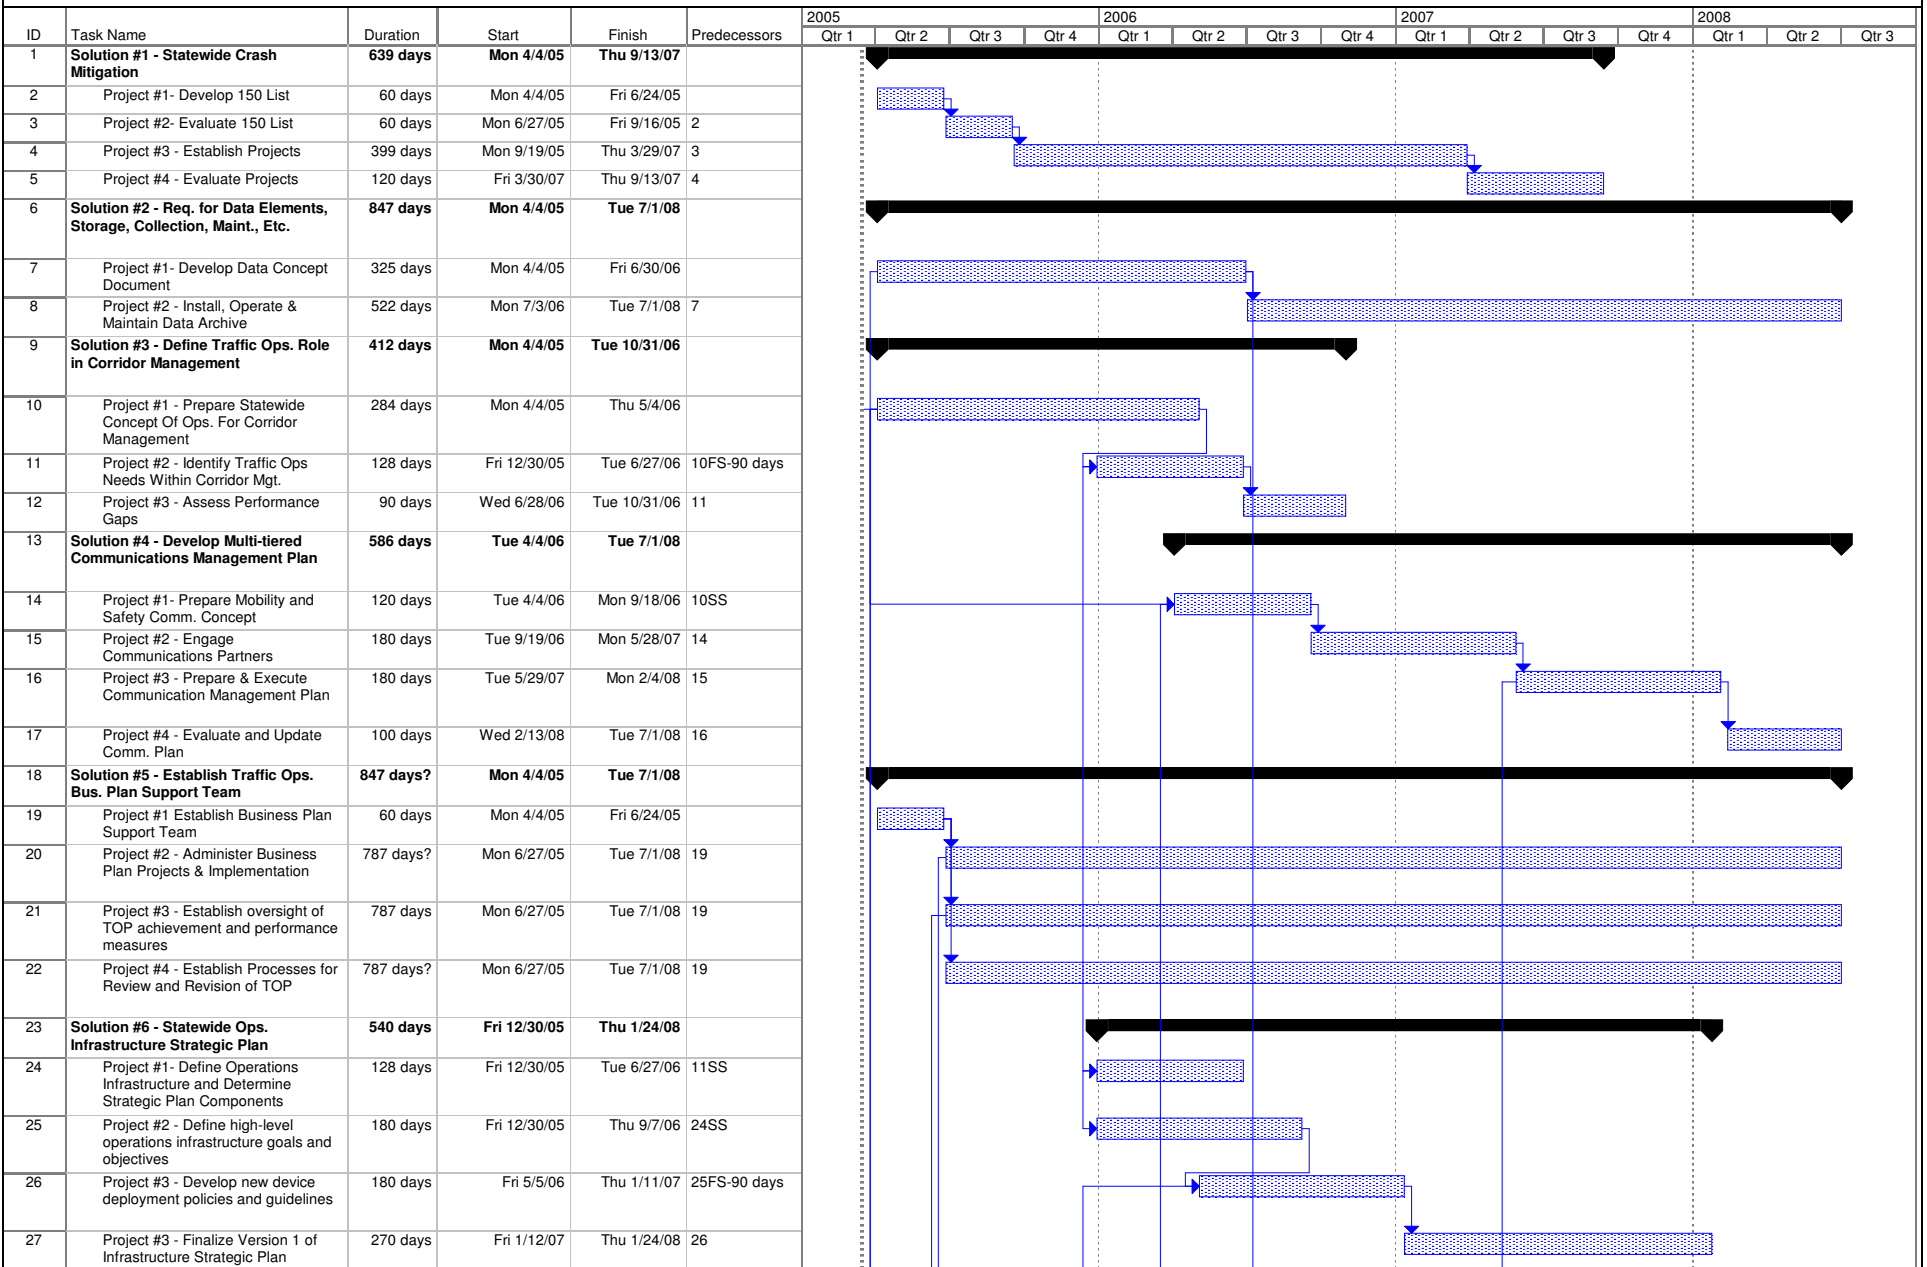 2005 2006 2007 2008
ID Task Name Duration Start Finish Predecessors Qtr 1 Qtr 2 Qtr 3 Qtr 4 Qtr 1 Qtr 2 Qtr 3 Qtr 4 Qtr 1 Qtr 2 Qtr 3 Qtr 4 Qtr 1 Qtr 2 Qtr 3
1 Solution #1 - Statewide Crash 639 days Mon 4/4/05 Thu 9/13/07
Mitigation
2 Project #1- Develop 150 List 60 days Mon 4/4/05 Fri 6/24/05
3 Project #2- Evaluate 150 List 60 days Mon 6/27/05 Fri 9/16/05 2
4 Project #3 - Establish Projects 399 days Mon 9/19/05 Thu 3/29/07 3
5 Project #4 - Evaluate Projects 120 days Fri 3/30/07 Thu 9/13/07 4
6 Solution #2 - Req. for Data Elements, 847 days Mon 4/4/05 Tue 7/1/08
Storage, Collection, Maint., Etc.
7 Project #1- Develop Data Concept 325 days Mon 4/4/05 Fri 6/30/06
Document
8 Project #2 - Install, Operate & 522 days Mon 7/3/06 Tue 7/1/08 7
Maintain Data Archive
9 Solution #3 - Define Traffic Ops. Role 412 days Mon 4/4/05 Tue 10/31/06
in Corridor Management
10 Project #1 - Prepare Statewide 284 days Mon 4/4/05 Thu 5/4/06
Concept Of Ops. For Corridor
Management
11 Project #2 - Identify Traffic Ops 128 days Fri 12/30/05 Tue 6/27/06 10FS-90 days
Needs Within Corridor Mgt.
12 Project #3 - Assess Performance 90 days Wed 6/28/06 Tue 10/31/06 11
Gaps
13 Solution #4 - Develop Multi-tiered 586 days Tue 4/4/06 Tue 7/1/08
Communications Management Plan
14 Project #1- Prepare Mobility and 120 days Tue 4/4/06 Mon 9/18/06 10SS
Safety Comm. Concept
15 Project #2 - Engage 180 days Tue 9/19/06 Mon 5/28/07 14
Communications Partners
16 Project #3 - Prepare & Execute 180 days Tue 5/29/07 Mon 2/4/08 15
Communication Management Plan
17 Project #4 - Evaluate and Update 100 days Wed 2/13/08 Tue 7/1/08 16
Comm. Plan
18 Solution #5 - Establish Traffic Ops. 847 days? Mon 4/4/05 Tue 7/1/08
Bus. Plan Support Team
19 Project #1 Establish Business Plan 60 days Mon 4/4/05 Fri 6/24/05
Support Team
20 Project #2 - Administer Business 787 days? Mon 6/27/05 Tue 7/1/08 19
Plan Projects & Implementation
21 Project #3 - Establish oversight of 787 days Mon 6/27/05 Tue 7/1/08 19
TOP achievement and performance
measures
22 Project #4 - Establish Processes for 787 days? Mon 6/27/05 Tue 7/1/08 19
Review and Revision of TOP
23 Solution #6 - Statewide Ops. 540 days Fri 12/30/05 Thu 1/24/08
Infrastructure Strategic Plan
24 Project #1- Define Operations 128 days Fri 12/30/05 Tue 6/27/06 11SS
Infrastructure and Determine
Strategic Plan Components
25 Project #2 - Define high-level 180 days Fri 12/30/05 Thu 9/7/06 24SS
operations infrastructure goals and
objectives
26 Project #3 - Develop new device 180 days Fri 5/5/06 Thu 1/11/07 25FS-90 days
deployment policies and guidelines
27 Project #3 - Finalize Version 1 of 270 days Fri 1/12/07 Thu 1/24/08 26
Infrastructure Strategic Plan